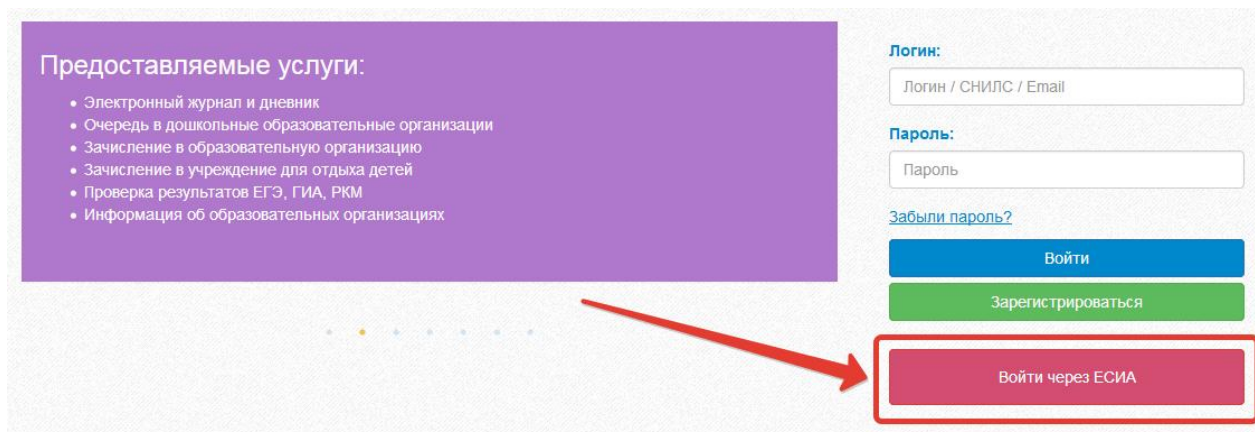 Предоставляемые услуги:
Электронный журнал и дневник
Очередь в дошкольные образовательные организации
Зачисление в образовательную организацию
Зачисление в учреждение для отдыха детей
Проверка результатов ЕГЭ, ГИА, РКМ
Информация об образовательных организациях
Логин:
Логин / СНИЛС / Email
Пароль:
Пароль
Забыли пароль?
Войти
Зарегистрироваться
Войти через ЕСИА